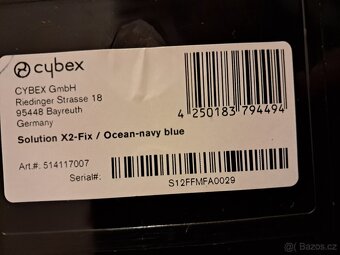 cybex
CYBEX GmbH
Riedinger Strasse 18
95448 Bayreuth
Germany
4 250183 794494
Solution X2-Fix / Ocean-navy blue
Art.#: 514117007
Serial#:
S12FFMFA0029
Bazos.cz